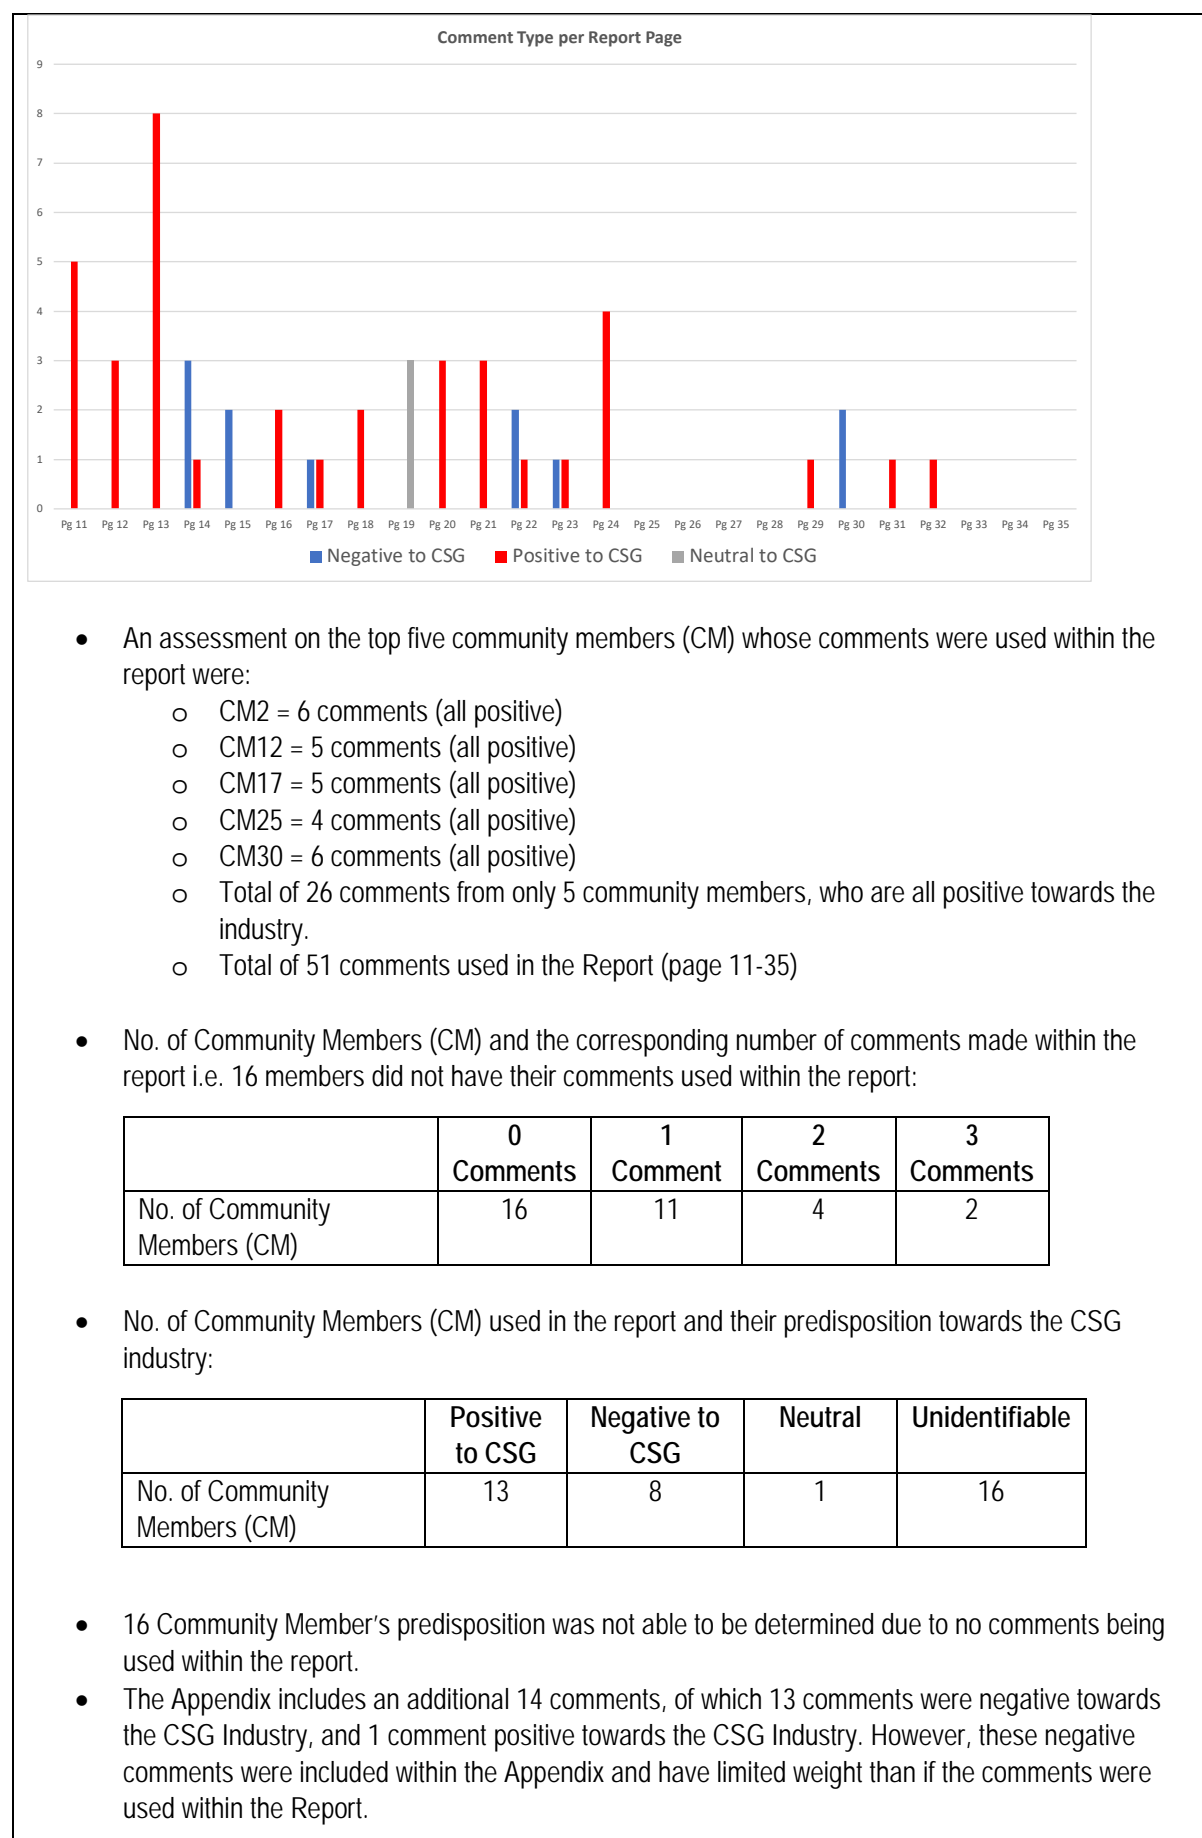 Comment Type per Report Page
9
8
7
6
5
4
3
2
1
0
Pg 11 Pg 12 Pg 13 Pg 14 Pg 15 Pg 16 Pg 17 Pg 18 Pg 19 Pg 20 Pg 21 Pg 22 Pg 23 Pg 24 Pg 25 Pg 26 Pg 27 Pg 28 Pg 29 Pg 30 Pg 31 Pg 32 Pg 33 Pg 34 Pg 35
Negative to CSG Positive to CSG Neutral to CSG
• An assessment on the top five community members (CM) whose comments were used within the
report were:
o CM2 = 6 comments (all positive)
o CM12 = 5 comments (all positive)
o CM17 = 5 comments (all positive)
o CM25 = 4 comments (all positive)
o CM30 = 6 comments (all positive)
o Total of 26 comments from only 5 community members, who are all positive towards the
industry.
o Total of 51 comments used in the Report (page 11-35)
• No. of Community Members (CM) and the corresponding number of comments made within the
report i.e. 16 members did not have their comments used within the report:
0 1 2 3
Comments Comment Comments Comments
No. of Community 16 11 4 2
Members (CM)
• No. of Community Members (CM) used in the report and their predisposition towards the CSG
industry:
Positive Negative to Neutral Unidentifiable
to CSG CSG
No. of Community 13 8 1 16
Members (CM)
• 16 Community Member's predisposition was not able to be determined due to no comments being
used within the report.
• The Appendix includes an additional 14 comments, of which 13 comments were negative towards
the CSG Industry, and 1 comment positive towards the CSG Industry. However, these negative
comments were included within the Appendix and have limited weight than if the comments were
used within the Report.